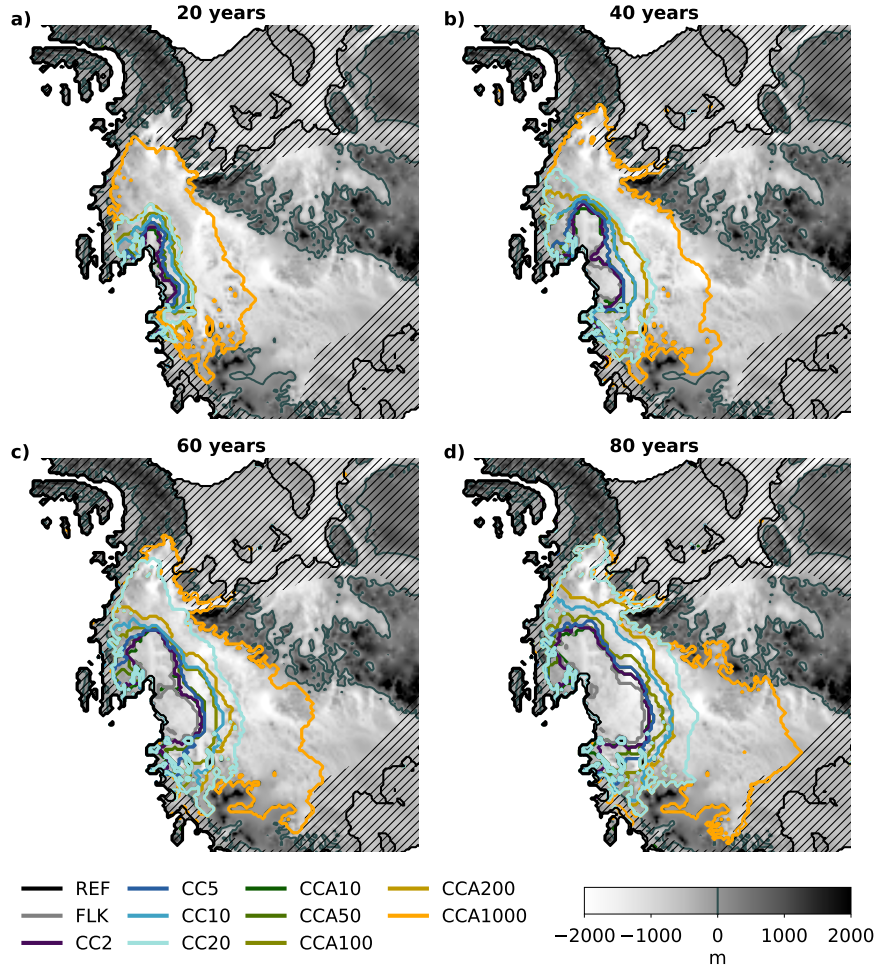 a) 20 years
b) 40 years
c) 60 years
d) 80 years
REF CC5 CCA10 CCA200
FLK CC10 CCA50 CCA1000
CC2 CC20 CCA100
−2000 −1000 0 1000 2000
m